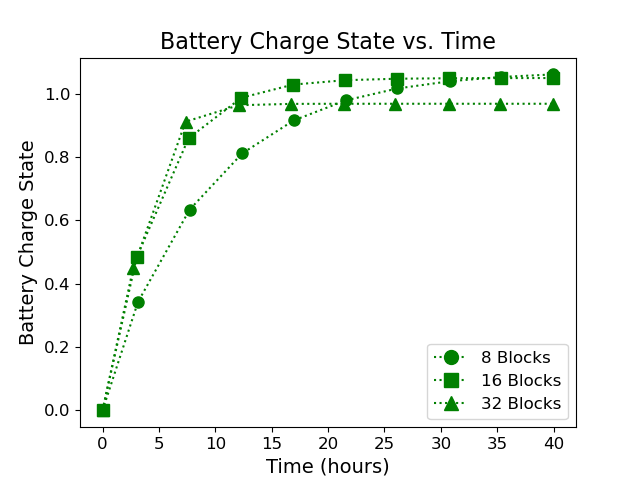 Battery Charge State vs. Time
Battery Charge State
1.0
0.8
0.6
0.4
0.2
0.0
8 Blocks
16 Blocks
32 Blocks
0 5 10 15 20 25 30 35 40
Time (hours)